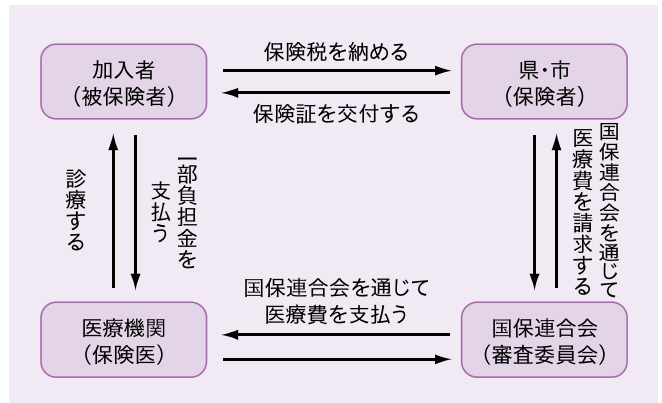 加入者
（被保険者）
保険税を納める
保険証を交付する
県・市
（保険者）
診療する
一部負担金を
支払う
国保連合会を通じて
医療費を請求する
国保連合会を通じて
医療費を支払う
医療機関
（保険医）
国保連合会
（審査委員会）